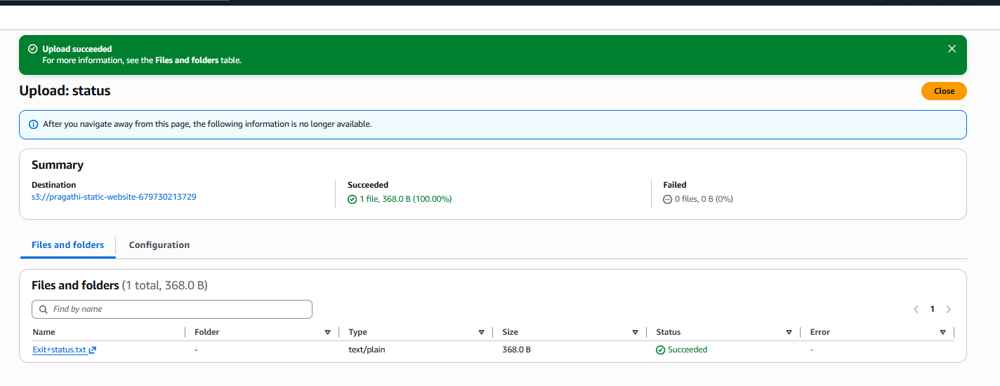 Upload succeeded
For more information, see the Files and folders table.
Upload: status
Close
After you navigate away from this page, the following information is no longer available.
Summary
Destination
s3://pragathi-static-website-679730213729
Succeeded
1 file, 368.0 B (100.00%)
Failed
0 files, 0 B (0%)
Files and folders
Configuration
Files and folders (1 total, 368.0 B)
Find by name
1
Name Folder Type Size Status Error
Exit+status.txt - text/plain 368.0 B Succeeded -